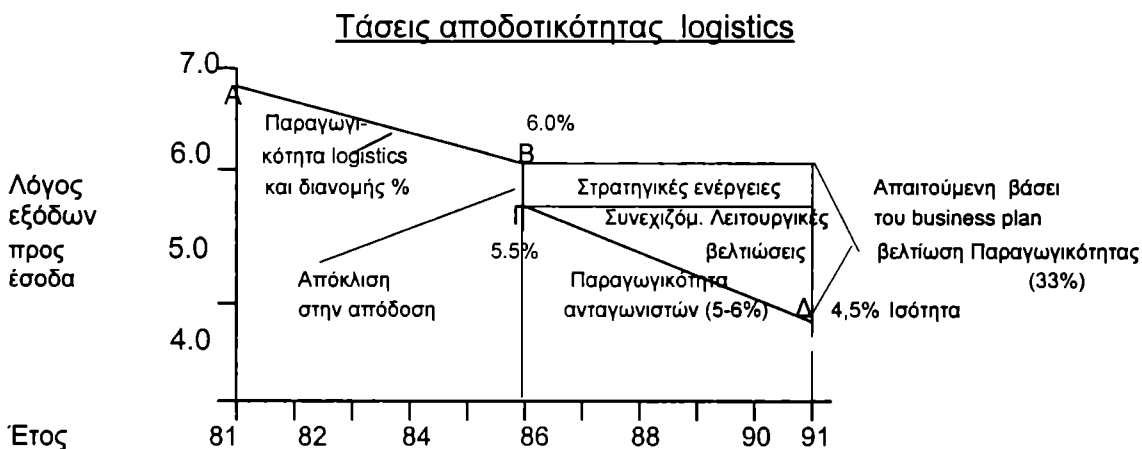 Τάσεις αποδοτικότητας logistics
7.0
Α
Παραγωγι-
κότητα logistics
και διανομής %
6.0%
6.0
Β
Λόγος
εξόδων
προς
έσοδα
Στρατηγικές ενέργειες
Απαιτούμενη βάσει
του business plan
βελτίωση Παραγωγικότητας
(33%)
Γ
Συνεχιζόμ. Λειτουργικές
βελτιώσεις
5.0
5.5%
Απόκλιση
στην απόδοση
Παραγωγικότητα
ανταγωνιστών (5-6%)
Δ
4,5% Ισότητα
4.0
Έτος
81 82 84 86 88 90 91